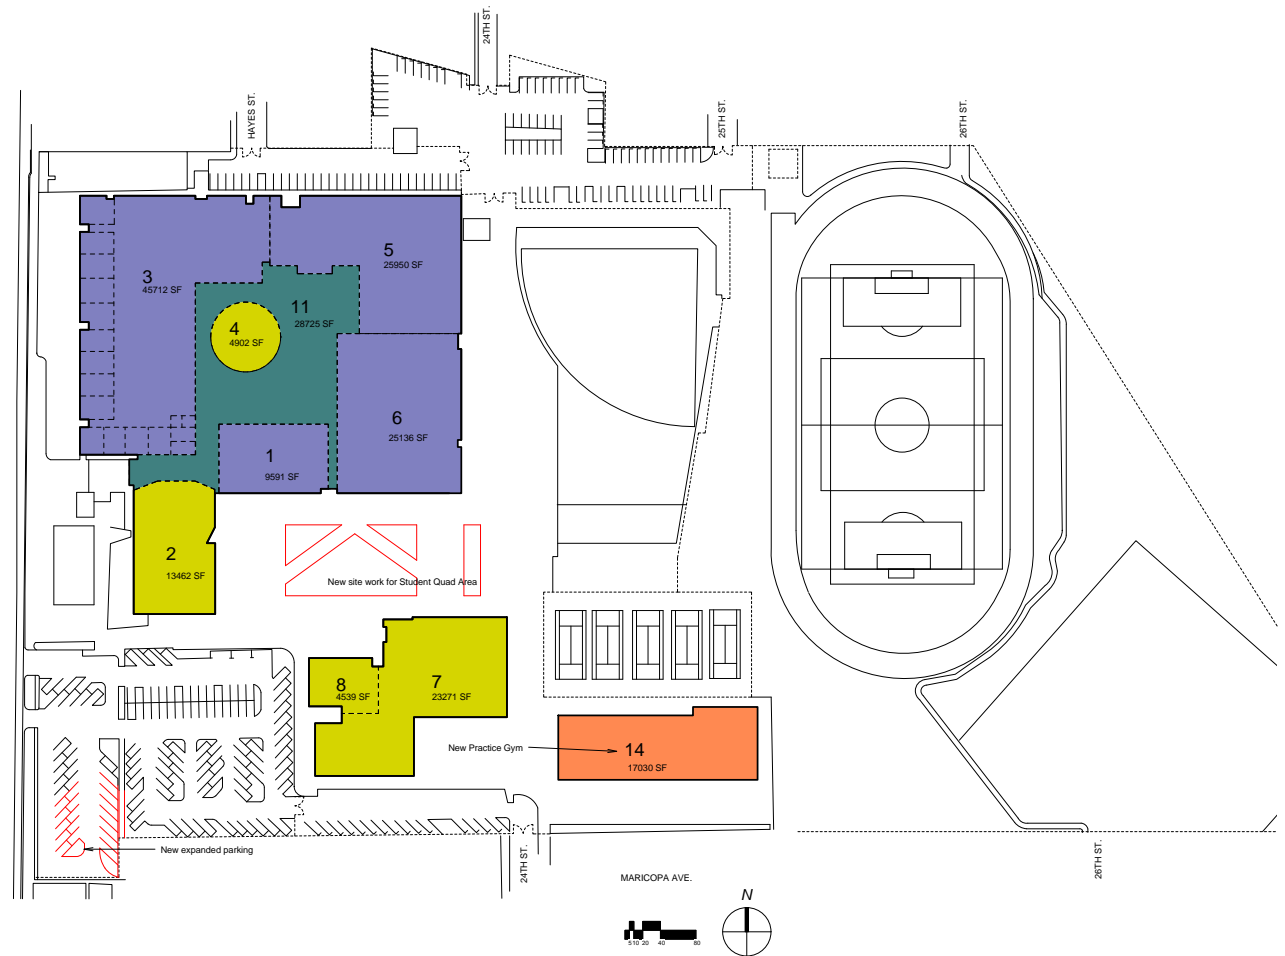 24TH ST.
HAYES ST.
25TH ST.
26TH ST.
5
25950 SF
3
45712 SF
11
28725 SF
4
4902 SF
6
25136 SF
1
9591 SF
2
13462 SF
New site work for Student Quad Area
8
4539 SF
7
23271 SF
New Practice Gym
14
17030 SF
New expanded parking
24TH ST.
26TH ST.
MARICOPA AVE.
N
5 10 20 40 80